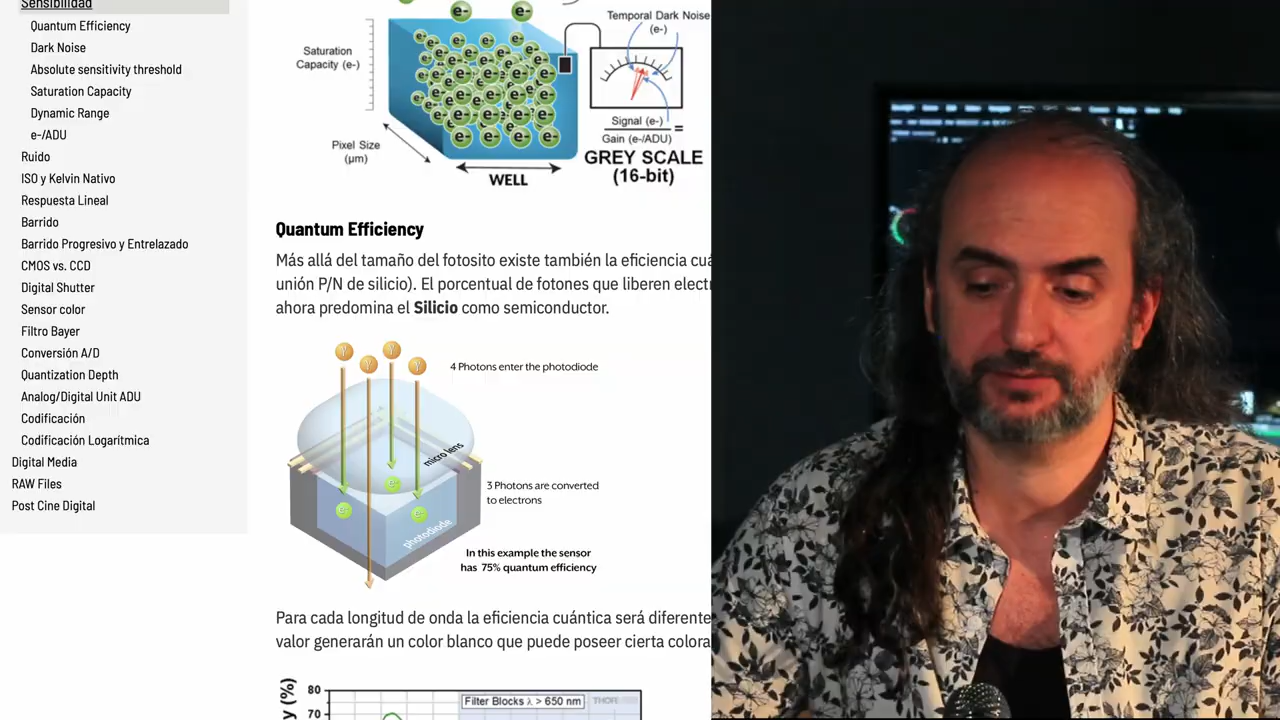 Sensibilidad
Quantum Efficiency
Dark Noise
Absolute sensitivity threshold
Saturation Capacity
Dynamic Range
e-/ADU
Ruido
ISO y Kelvin Nativo
Respuesta Lineal
Barrido
Barrido Progresivo y Entrelazado
CMOS vs. CCD
Digital Shutter
Sensor color
Filtro Bayer
Conversión A/D
Quantization Depth
Analog/Digital Unit ADU
Codificación
Codificación Logarítmica
Digital Media
RAW Files
Post Cine Digital
Temporal Dark Noise
(e-)
Saturation
Capacity (e-)
Pixel Size
(μm)
WELL
Signal (e-)
Gain (e-/ADU)
=
GREY SCALE
(16-bit)
Quantum Efficiency
Más allá del tamaño del fotosito existe también la eficiencia cuá
unión P/N de silicio). El porcentual de fotones que liberen electr
ahora predomina el Silicio como semiconductor.
4 Photons enter the photodiode
micro lens
3 Photons are converted
to electrons
photodiode
In this example the sensor
has 75% quantum efficiency
Para cada longitud de onda la eficiencia cuántica será diferente
valor generarán un color blanco que puede poseer cierta colora
y (%)
80
70
Filter Blocks λ > 650 nm